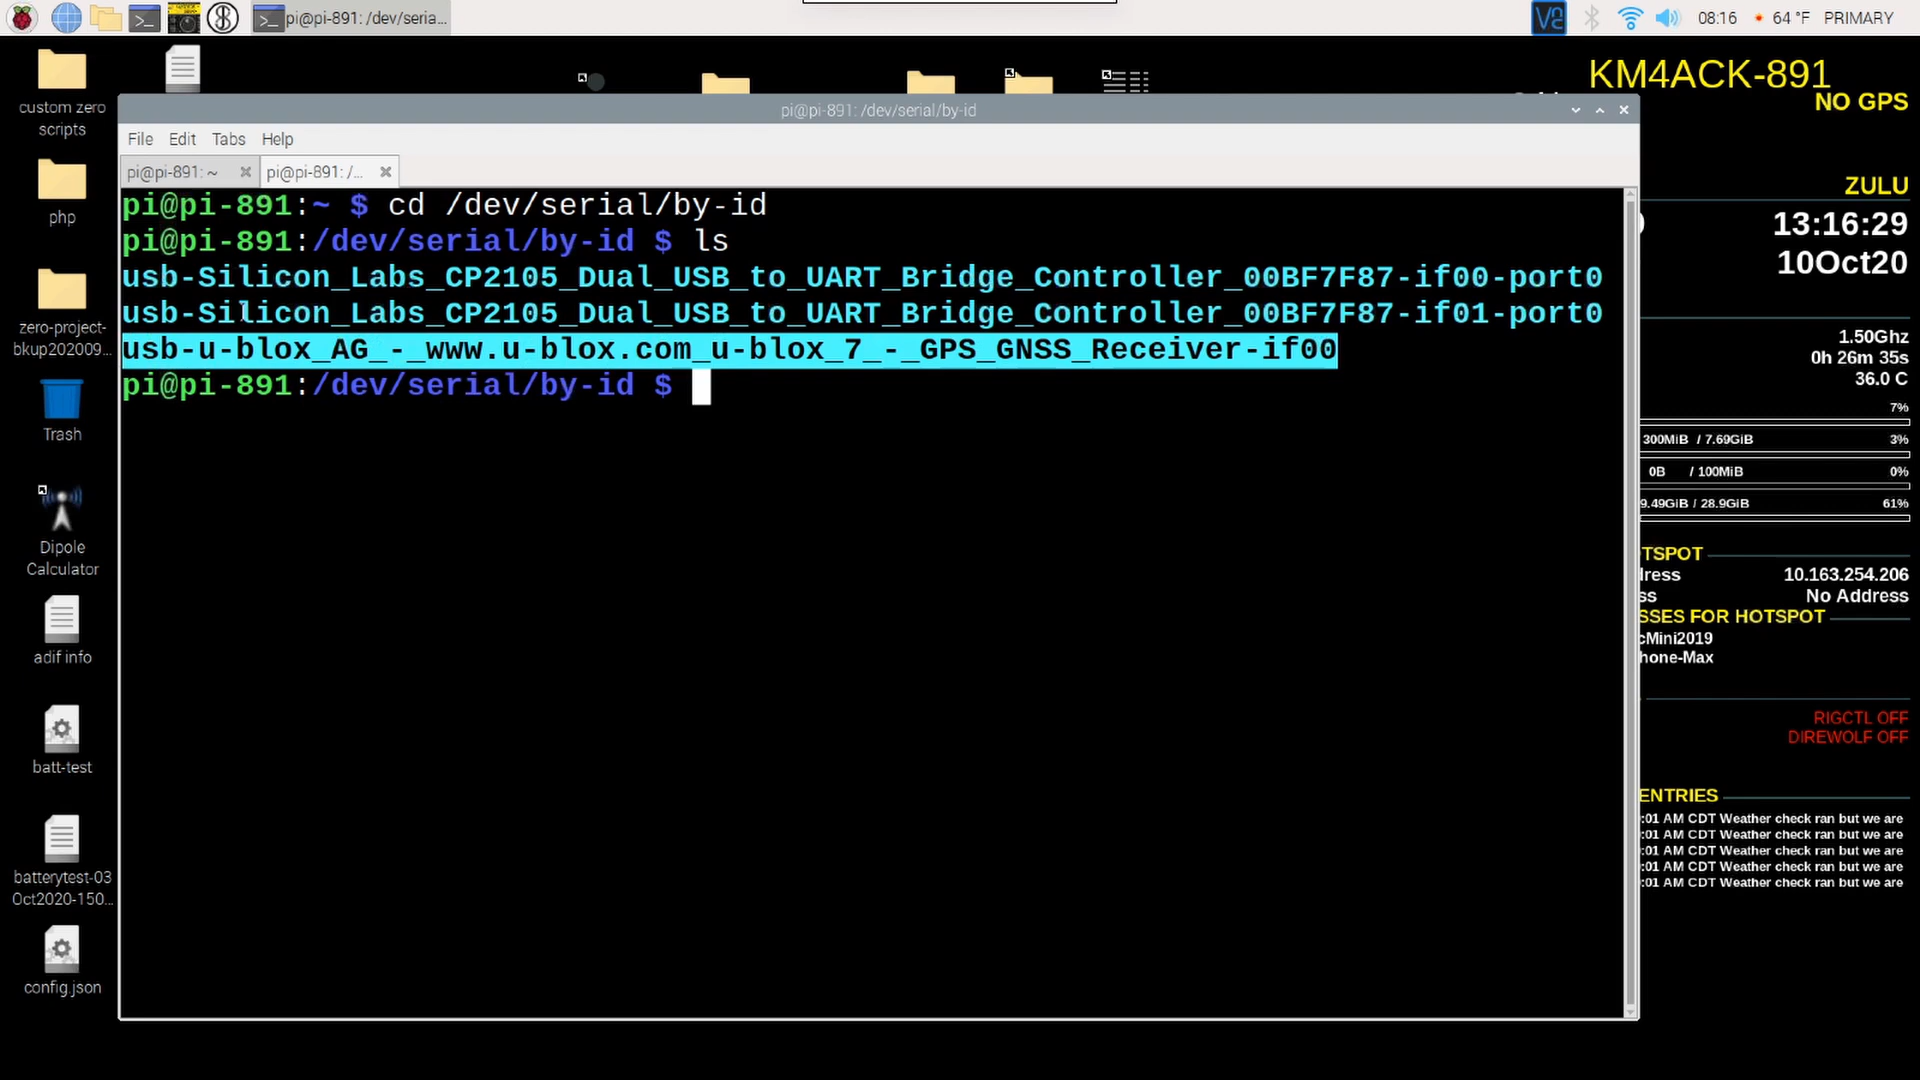 pi@pi-891: /dev/seria...
08:16
64 °F
PRIMARY
custom zero
scripts
php
zero-project-
bkup202009...
Trash
Dipole
Calculator
adif info
batt-test
batterytest-03
Oct2020-150...
config.json
pi@pi-891: /dev/serial/by-id
File Edit Tabs Help
pi@pi-891: ~
pi@pi-891: /...
pi@pi-891:~ $ cd /dev/serial/by-id
pi@pi-891:/dev/serial/by-id $ ls
usb-Silicon_Labs_CP2105_Dual_USB_to_UART_Bridge_Controller_00BF7F87-if00-port0
usb-Silicon_Labs_CP2105_Dual_USB_to_UART_Bridge_Controller_00BF7F87-if01-port0
usb-u-blox_AG_-_www.u-blox.com_u-blox_7_-_GPS_GNSS_Receiver-if00
pi@pi-891:/dev/serial/by-id $
KM4ACK-891
NO GPS
ZULU
13:16:29
10Oct20
1.50Ghz
0h 26m 35s
36.0 C
7%
300MiB / 7.69GiB 3%
0B / 100MiB 0%
9.49GiB / 28.9GiB 61%
TSPOT
ress 10.163.254.206
ss No Address
SSES FOR HOTSPOT
cMini2019
hone-Max
RIGCTL OFF
DIREWOLF OFF
ENTRIES
:01 AM CDT Weather check ran but we are
:01 AM CDT Weather check ran but we are
:01 AM CDT Weather check ran but we are
:01 AM CDT Weather check ran but we are
:01 AM CDT Weather check ran but we are